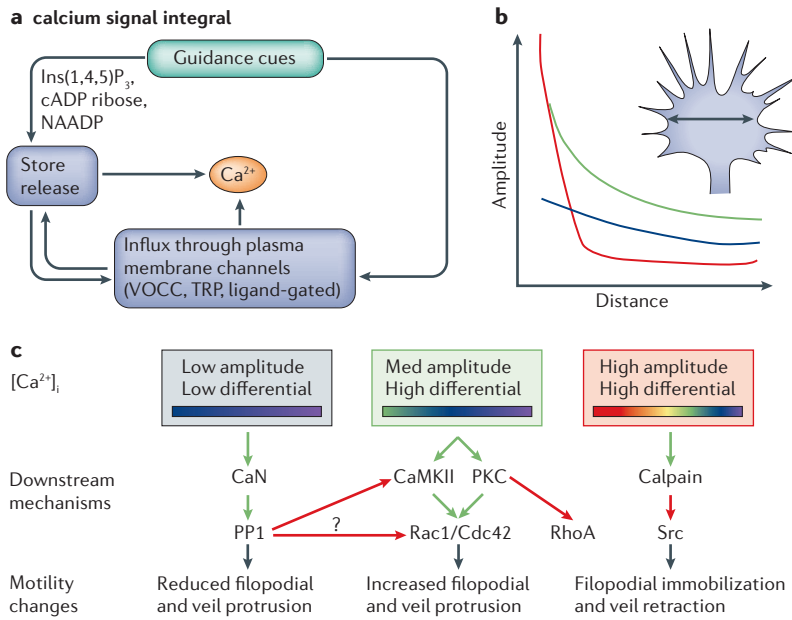 a calcium signal integral
Guidance cues
Ins(1,4,5)P₃,
cADP ribose,
NAADP
Store
release
Ca²⁺
Influx through plasma
membrane channels
(VOCC, TRP, ligand-gated)
b
Amplitude
Distance
c
[Ca²⁺]ᵢ
Low amplitude
Low differential
Med amplitude
High differential
High amplitude
High differential
Downstream
mechanisms
CaN
CaMKII PKC
Calpain
PP1
?
Rac1/Cdc42
RhoA
Src
Motility
changes
Reduced filopodial
and veil protrusion
Increased filopodial
and veil protrusion
Filopodial immobilization
and veil retraction